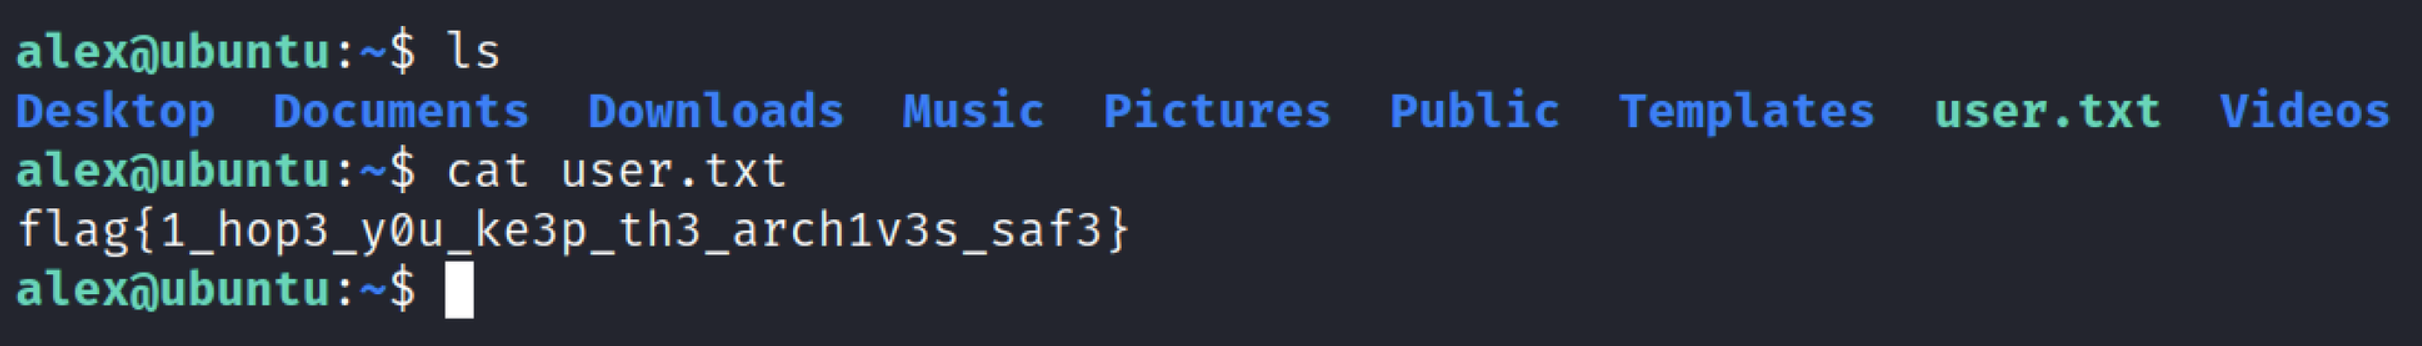 alex@ubuntu:~$ ls
Desktop  Documents  Downloads  Music  Pictures  Public  Templates  user.txt  Videos
alex@ubuntu:~$ cat user.txt
flag{1_hop3_y0u_ke3p_th3_arch1v3s_saf3}
alex@ubuntu:~$